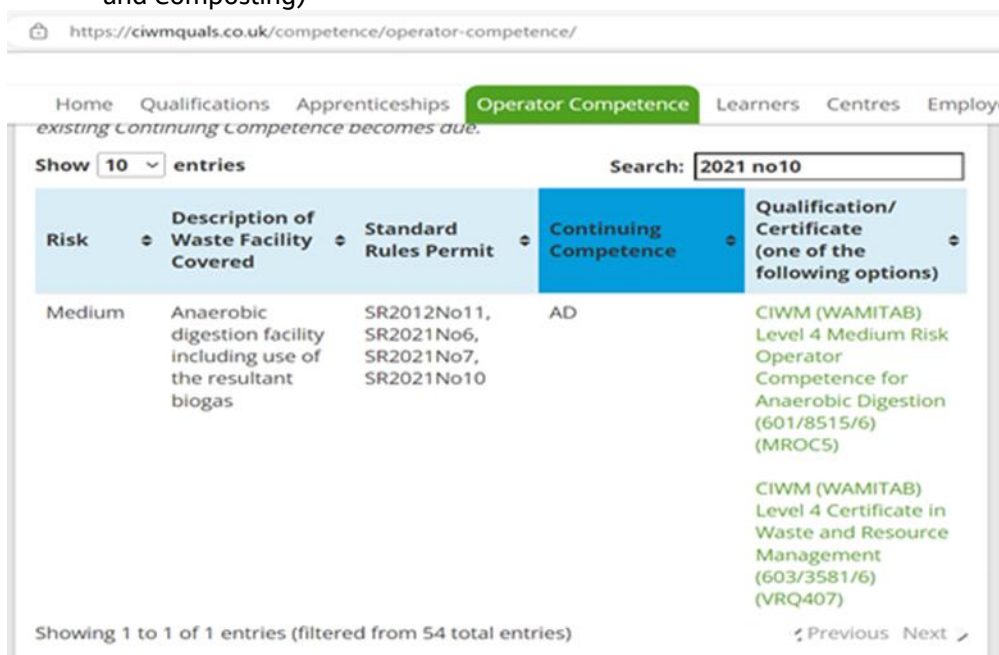 and Composting)
https://ciwmquals.co.uk/competence/operator-competence/
Home Qualifications Apprenticeships Operator Competence Learners Centres Employ
existing Continuing Competence becomes due.
Show 10 entries Search: 2021 no10
Risk
Description of
Waste Facility
Covered
Standard
Rules Permit
Continuing
Competence
Qualification/
Certificate
(one of the
following options)
Medium
Anaerobic
digestion facility
including use of
the resultant
biogas
SR2012No11,
SR2021No6,
SR2021No7,
SR2021No10
AD
CIWM (WAMITAB)
Level 4 Medium Risk
Operator
Competence for
Anaerobic Digestion
(601/8515/6)
(MROC5)
CIWM (WAMITAB)
Level 4 Certificate in
Waste and Resource
Management
(603/3581/6)
(VRQ407)
Showing 1 to 1 of 1 entries (filtered from 54 total entries) Previous Next